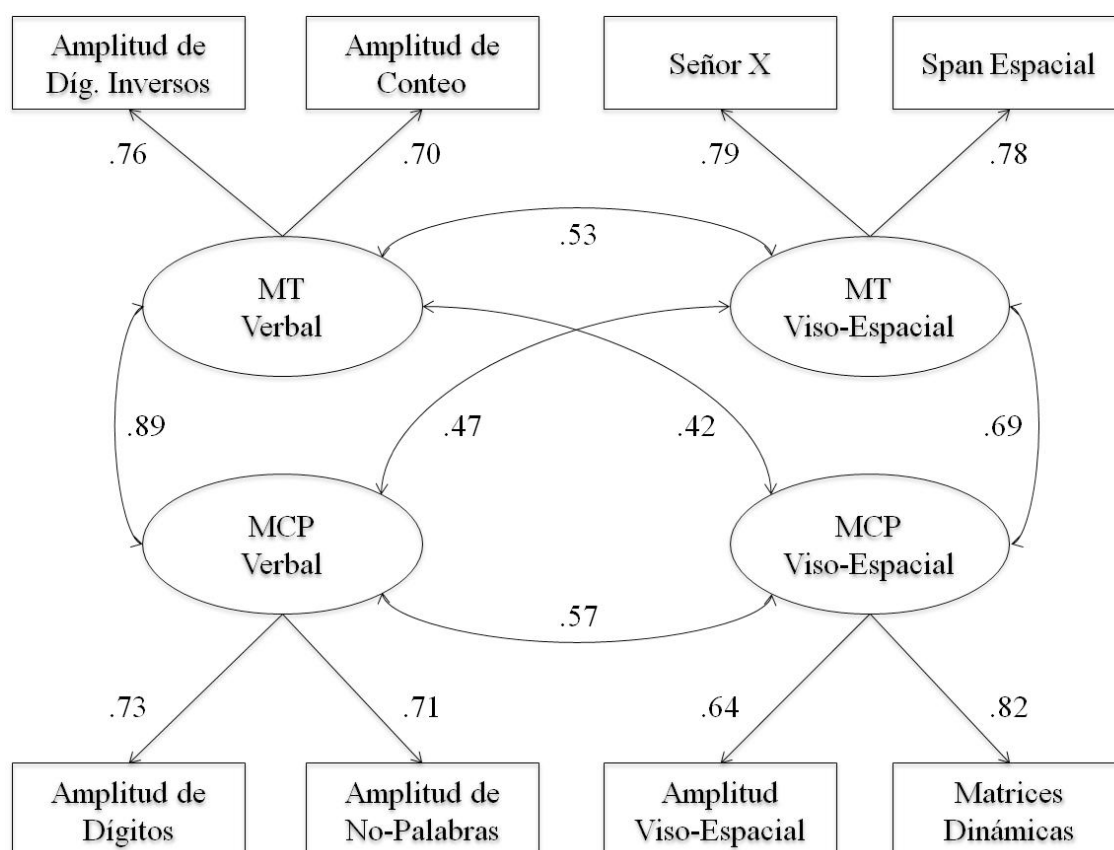 Amplitud de
Díg. Inversos
Amplitud de
Conteo
Señor X
Span Espacial
.76
.70
.79
.78
.53
MT
Verbal
MT
Viso-Espacial
.89
.47
.42
.69
MCP
Verbal
MCP
Viso-Espacial
.57
.73
.71
.64
.82
Amplitud de
Dígitos
Amplitud de
No-Palabras
Amplitud
Viso-Espacial
Matrices
Dinámicas